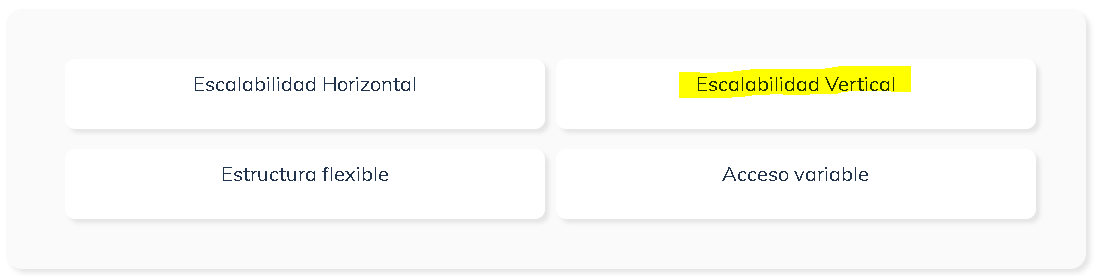 Escalabilidad Horizontal
Escalabilidad Vertical
Estructura flexible
Acceso variable